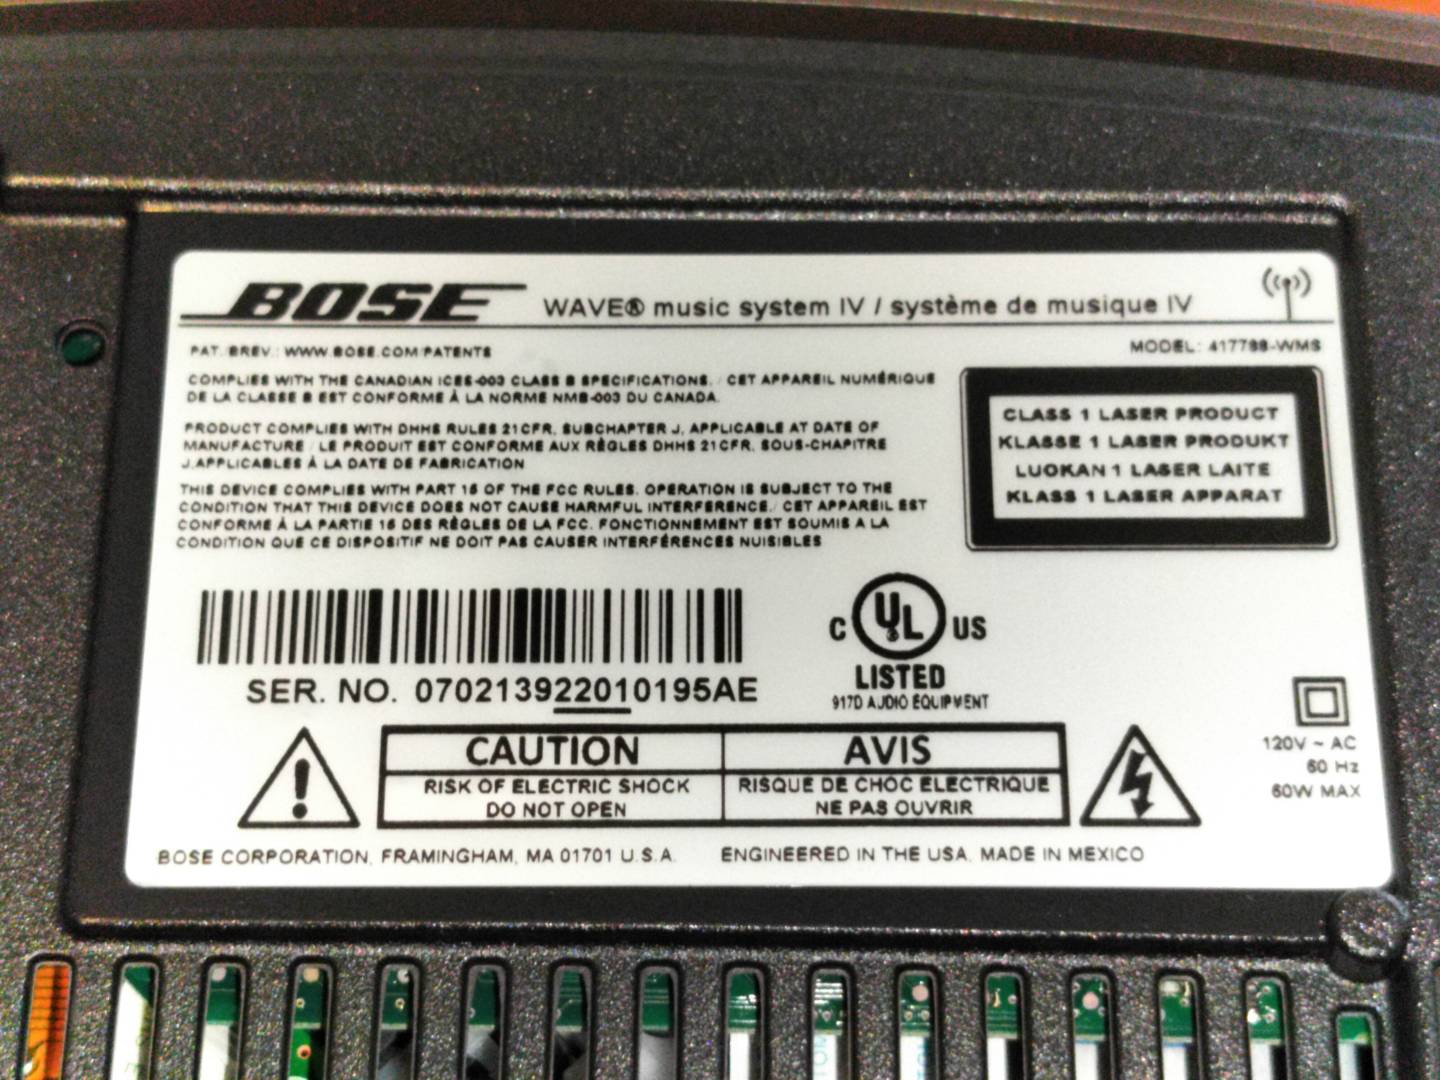 BOSE WAVE® music system IV / système de musique IV
PAT./BREV.: WWW.BOSE.COM/PATENTS
MODEL: 417788-WMS
COMPLIES WITH THE CANADIAN ICES-003 CLASS B SPECIFICATIONS. / CET APPAREIL NUMÉRIQUE
DE LA CLASSE B EST CONFORME À LA NORME NMB-003 DU CANADA.
PRODUCT COMPLIES WITH DHHS RULES 21CFR, SUBCHAPTER J, APPLICABLE AT DATE OF
MANUFACTURE / LE PRODUIT EST CONFORME AUX RÈGLES DHHS 21CFR, SOUS-CHAPITRE
J,APPLICABLES À LA DATE DE FABRICATION
THIS DEVICE COMPLIES WITH PART 15 OF THE FCC RULES. OPERATION IS SUBJECT TO THE
CONDITION THAT THIS DEVICE DOES NOT CAUSE HARMFUL INTERFERENCE./ CET APPAREIL EST
CONFORME À LA PARTIE 15 DES RÈGLES DE LA FCC. FONCTIONNEMENT EST SOUMIS A LA
CONDITION QUE CE DISPOSITIF NE DOIT PAS CAUSER INTERFÉRENCES NUISIBLES
CLASS 1 LASER PRODUCT
KLASSE 1 LASER PRODUKT
LUOKAN 1 LASER LAITE
KLASS 1 LASER APPARAT
SER. NO. 070213922010195AE
C UL US
LISTED
917D AUDIO EQUIPMENT
CAUTION
RISK OF ELECTRIC SHOCK
DO NOT OPEN
AVIS
RISQUE DE CHOC ELECTRIQUE
NE PAS OUVRIR
120V ~ AC
60 Hz
60W MAX
BOSE CORPORATION, FRAMINGHAM, MA 01701 U.S.A. ENGINEERED IN THE USA. MADE IN MEXICO